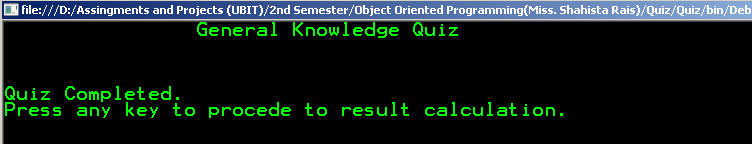 file:///D:/Assingments and Projects (UBIT)/2nd Semester/Object Oriented Programming(Miss. Shahista Rais)/Quiz/Quiz/bin/Deb
General Knowledge Quiz
Quiz Completed.
Press any key to procede to result calculation.